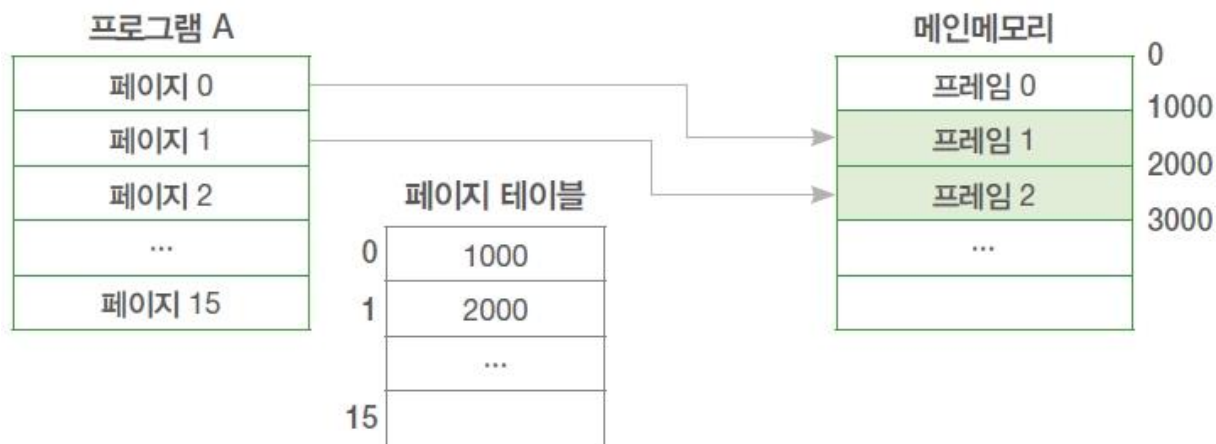 프로그램 A
페이지 0
페이지 1
페이지 2
...
페이지 15
페이지 테이블
0 1000
1 2000
...
15
메인메모리
0
프레임 0
1000
프레임 1
2000
프레임 2
3000
...